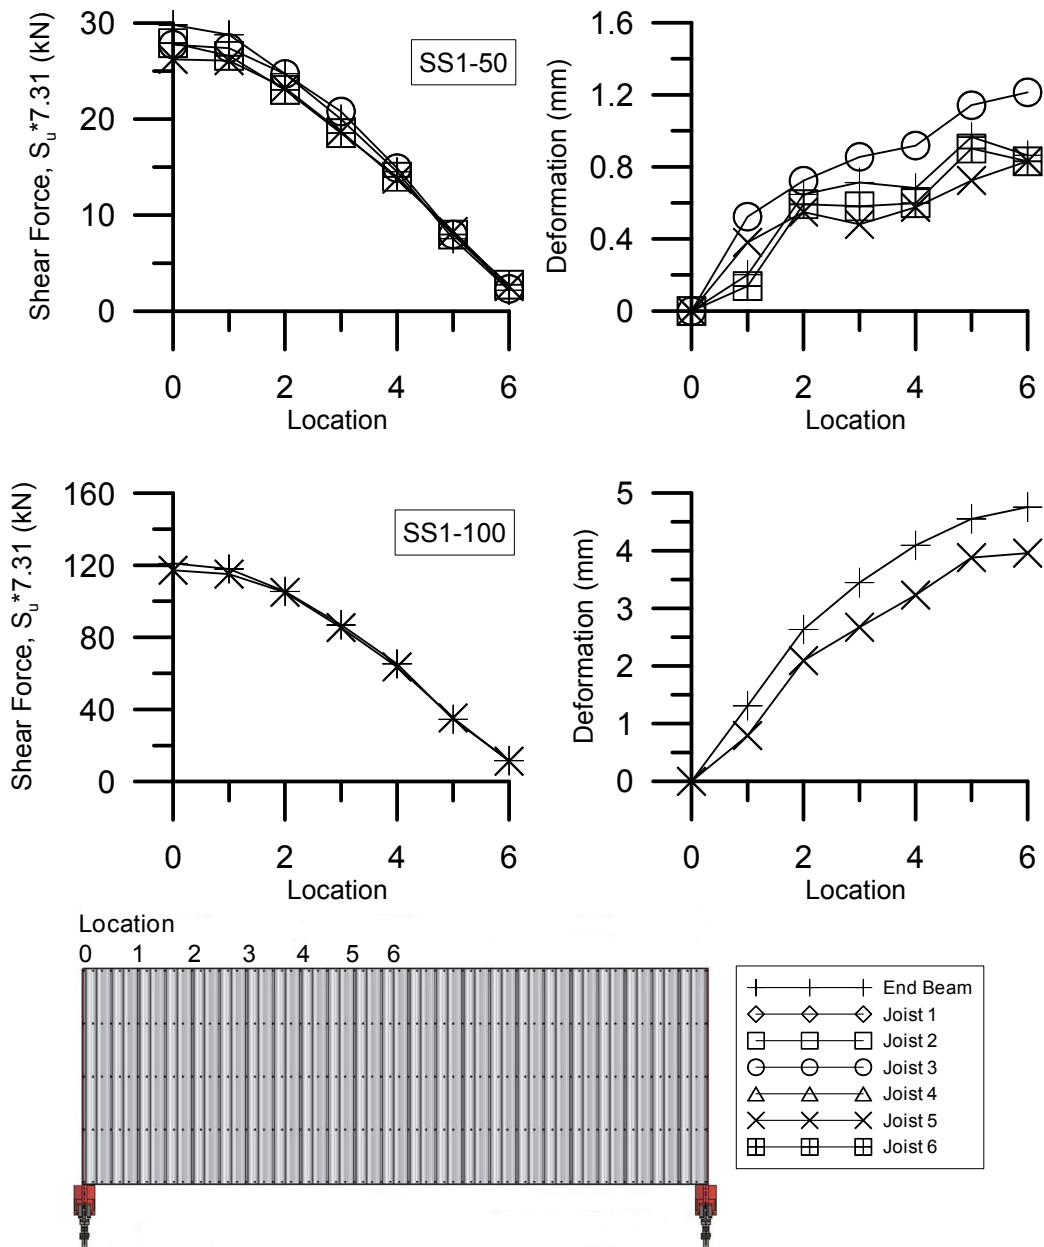 Shear Force, Su*7.31 (kN)
30
20
10
0
0 2 4 6
Location
SS1-50
Deformation (mm)
1.6
1.2
0.8
0.4
0
0 2 4 6
Location
Shear Force, Su*7.31 (kN)
160
120
80
40
0
0 2 4 6
Location
SS1-100
Deformation (mm)
5
4
3
2
1
0
0 2 4 6
Location
Location
0 1 2 3 4 5 6
End Beam
Joist 1
Joist 2
Joist 3
Joist 4
Joist 5
Joist 6